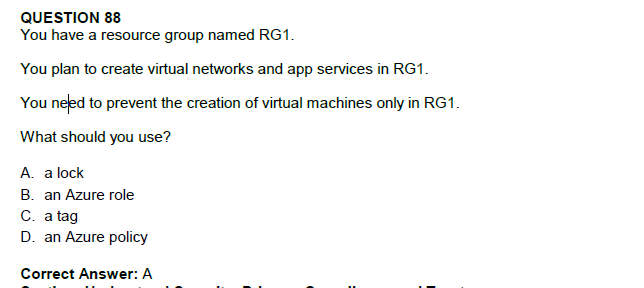 QUESTION 88
You have a resource group named RG1.
You plan to create virtual networks and app services in RG1.
You need to prevent the creation of virtual machines only in RG1.
What should you use?
A. a lock
B. an Azure role
C. a tag
D. an Azure policy
Correct Answer: A